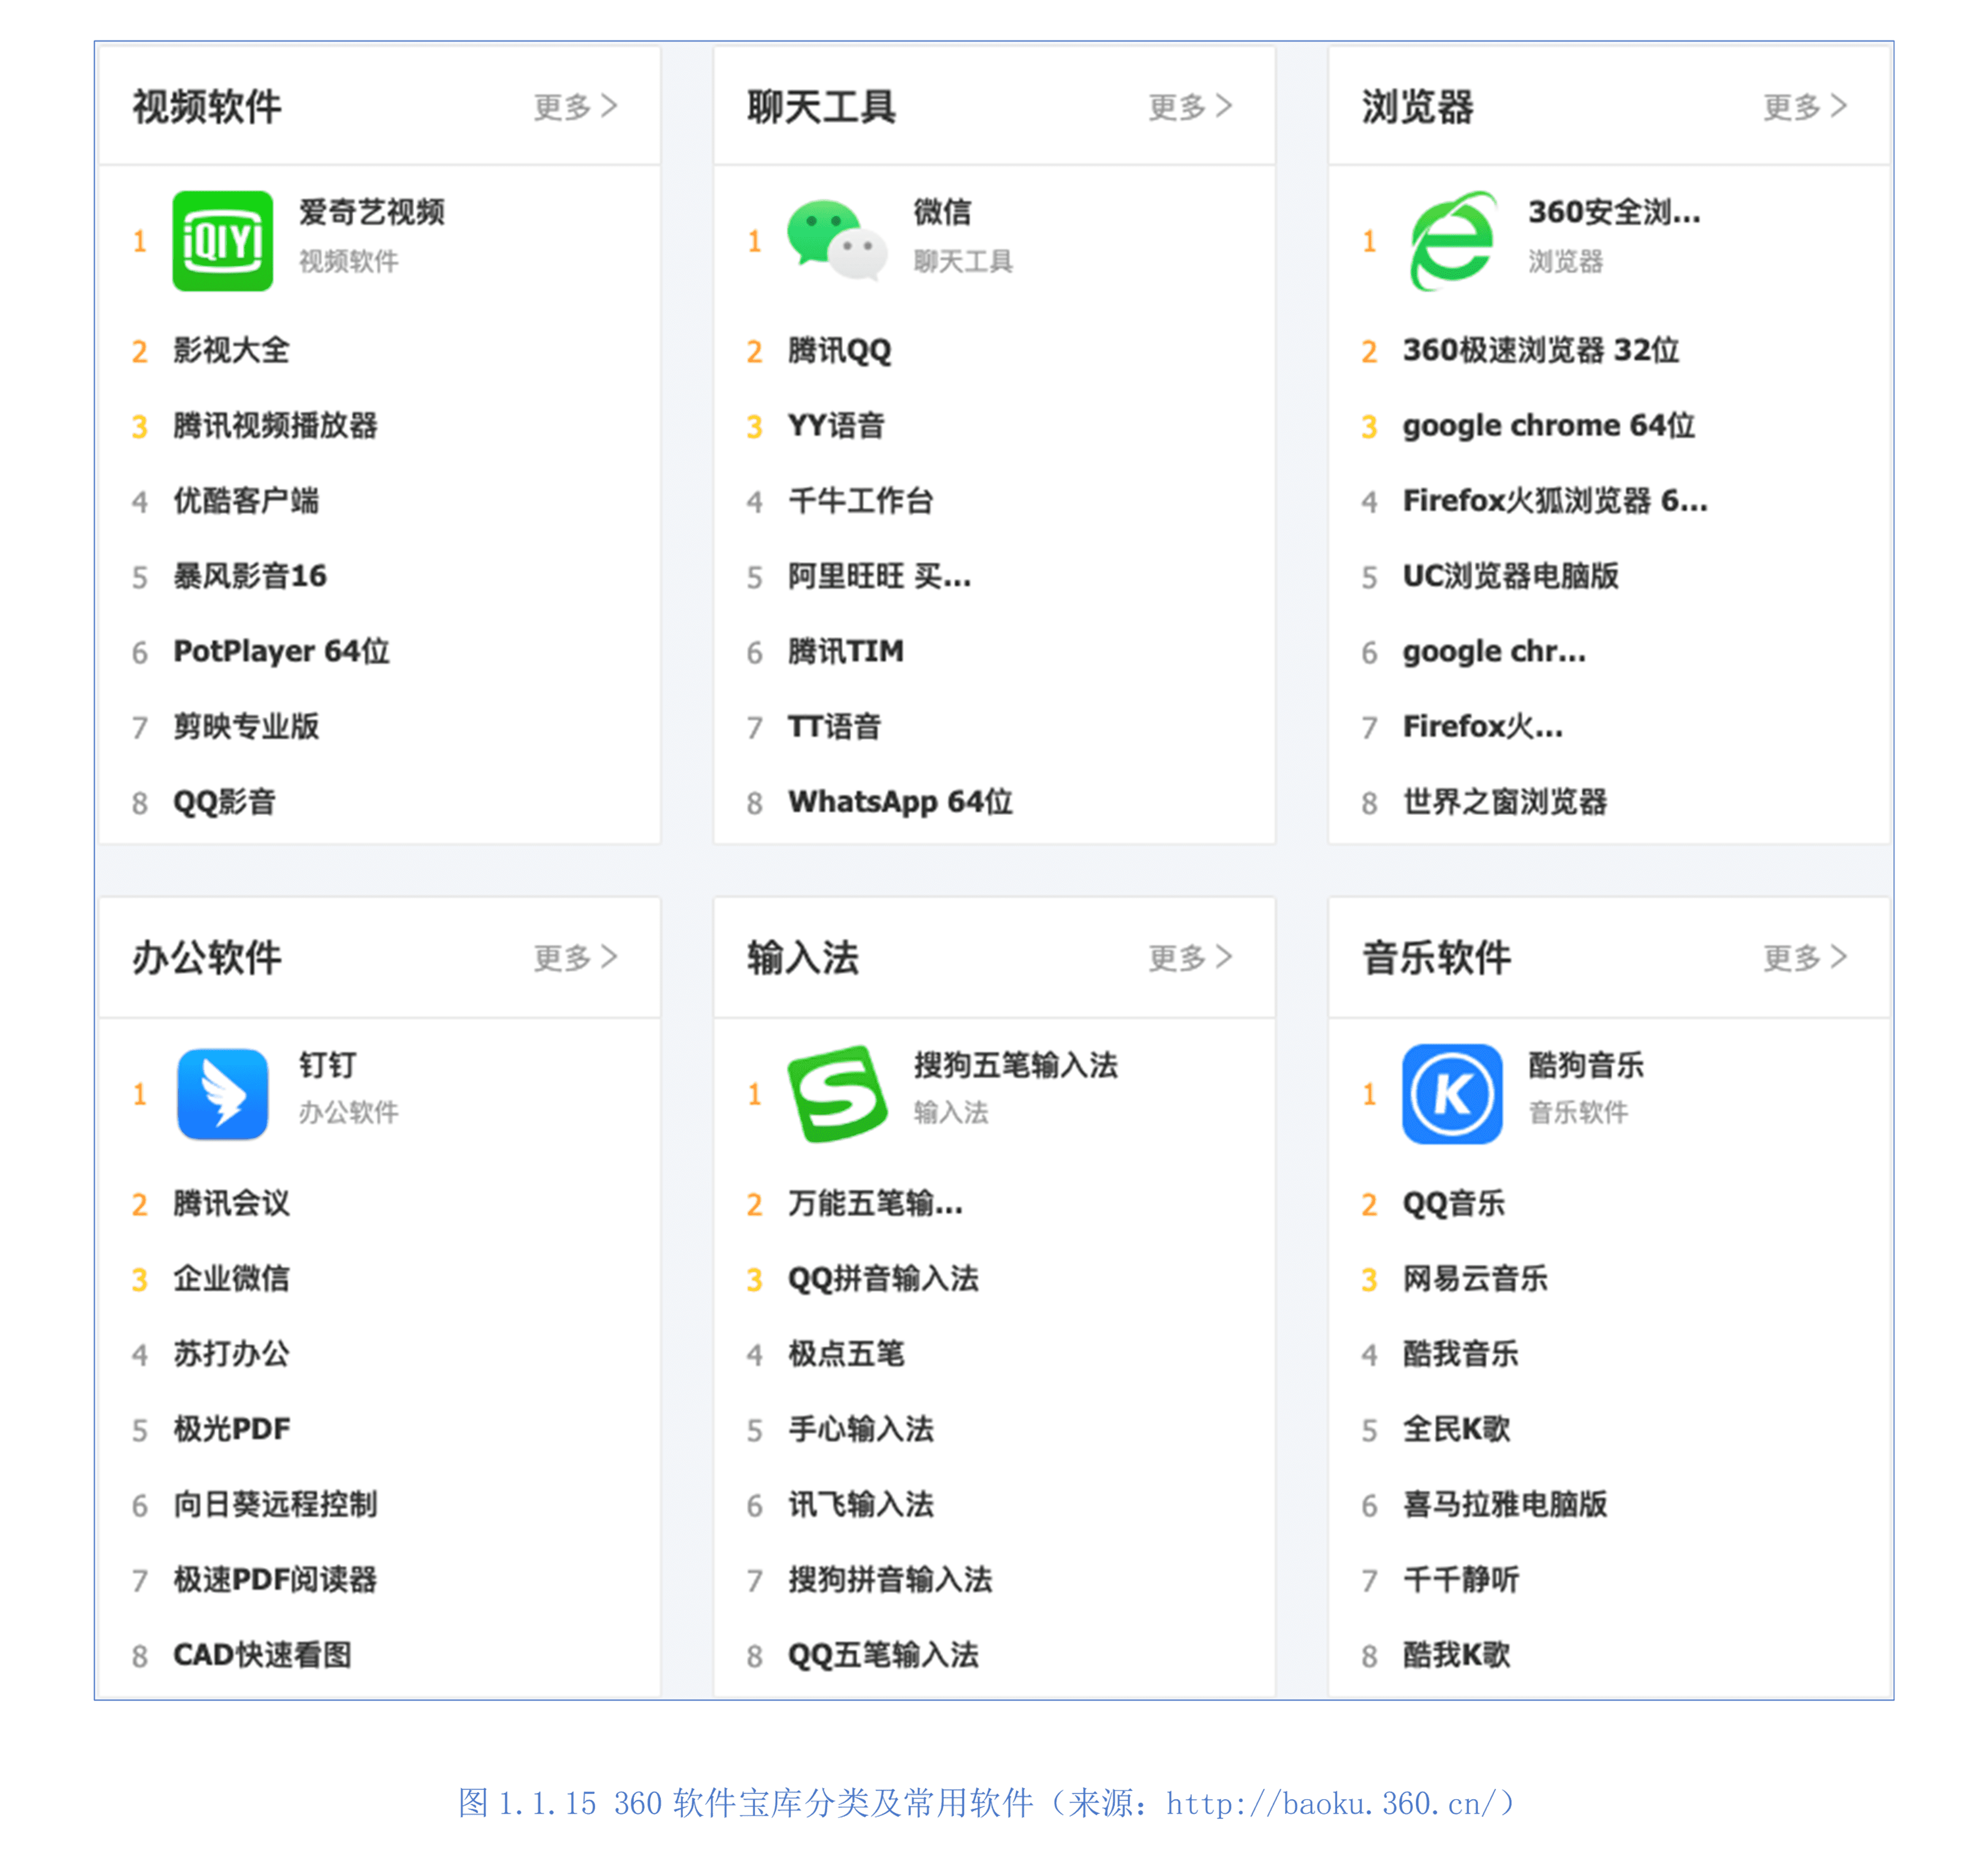 视频软件 更多 >
1 iQIYI 爱奇艺视频
视频软件
2 影视大全
3 腾讯视频播放器
4 优酷客户端
5 暴风影音16
6 PotPlayer 64位
7 剪映专业版
8 QQ影音
聊天工具 更多 >
1 微信
聊天工具
2 腾讯QQ
3 YY语音
4 千牛工作台
5 阿里旺旺 买...
6 腾讯TIM
7 TT语音
8 WhatsApp 64位
浏览器 更多 >
1 360安全浏...
浏览器
2 360极速浏览器 32位
3 google chrome 64位
4 Firefox火狐浏览器 6...
5 UC浏览器电脑版
6 google chr...
7 Firefox火...
8 世界之窗浏览器
办公软件 更多 >
1 钉钉
办公软件
2 腾讯会议
3 企业微信
4 苏打办公
5 极光PDF
6 向日葵远程控制
7 极速PDF阅读器
8 CAD快速看图
输入法 更多 >
1 搜狗五笔输入法
输入法
2 万能五笔输...
3 QQ拼音输入法
4 极点五笔
5 手心输入法
6 讯飞输入法
7 搜狗拼音输入法
8 QQ五笔输入法
音乐软件 更多 >
1 K 酷狗音乐
音乐软件
2 QQ音乐
3 网易云音乐
4 酷我音乐
5 全民K歌
6 喜马拉雅电脑版
7 千千静听
8 酷我K歌
图 1.1.15 360 软件宝库分类及常用软件（来源：http://baoku.360.cn/）